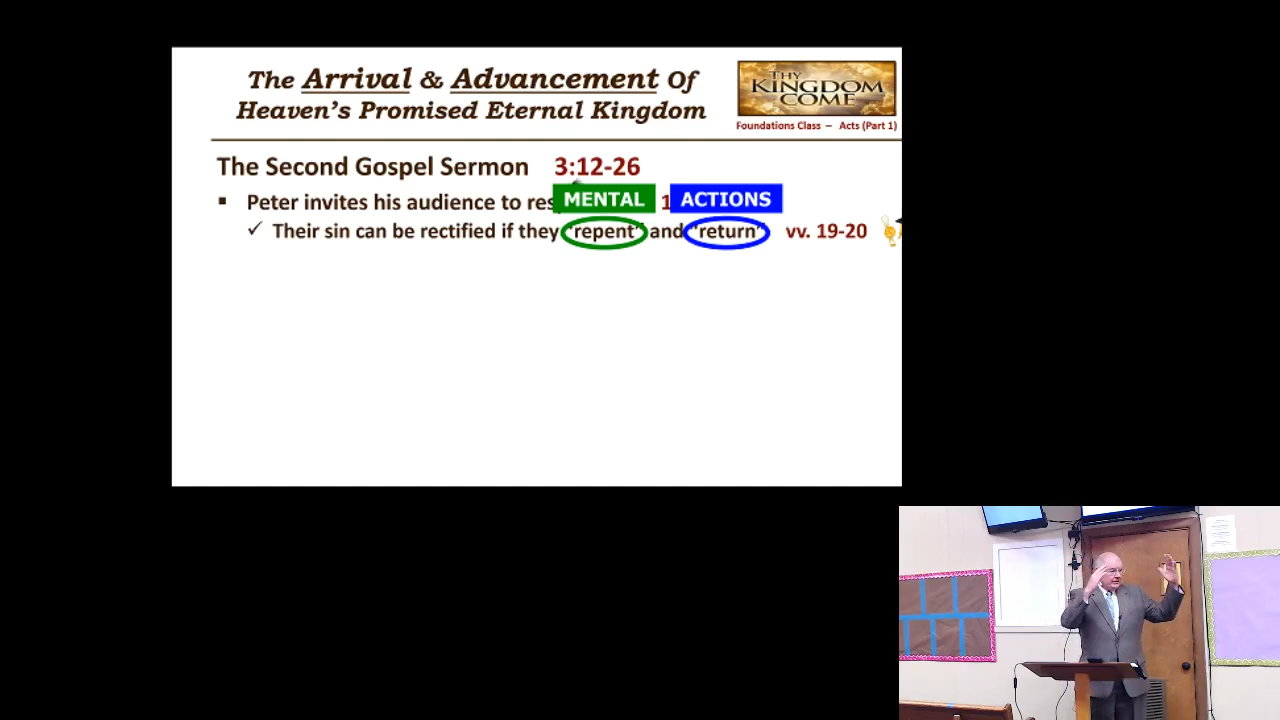 The Arrival & Advancement Of
Heaven's Promised Eternal Kingdom
THY
KINGDOM
COME
Foundations Class – Acts (Part 1)
The Second Gospel Sermon 3:12-26
Peter invites his audience to res MENTAL 1 ACTIONS
✓ Their sin can be rectified if they "repent" and "return" vv. 19-20